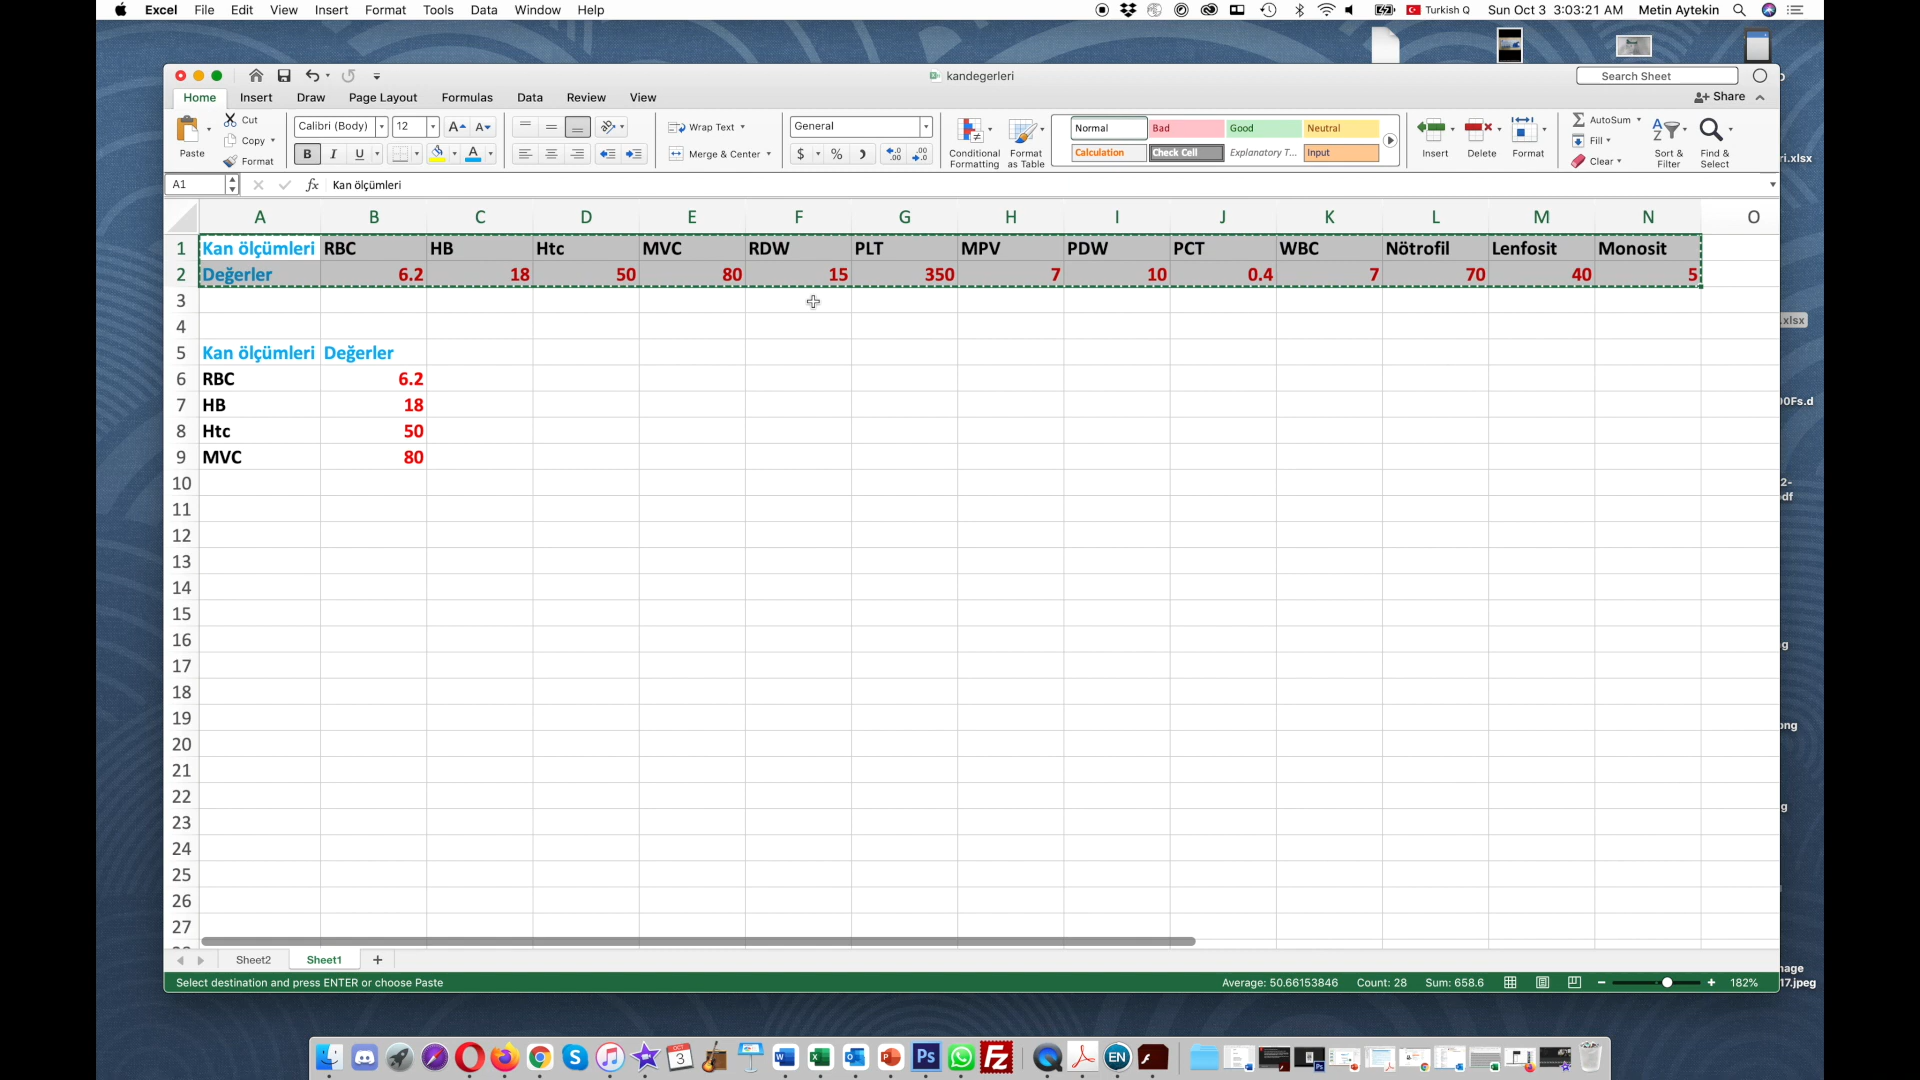 Excel File Edit View Insert Format Tools Data Window Help Turkish Q Sun Oct 3 3:03:21 AM Metin Aytekin
kandegerleri Search Sheet
Home Insert Draw Page Layout Formulas Data Review View Share
Paste Cut Copy Format
Calibri (Body) 12
B I U A
Wrap Text
Merge & Center
General
$ % .0 .00
Conditional Formatting
Format as Table
Normal Bad Good Neutral
Calculation Check Cell Explanatory T... Input
Insert Delete Format
AutoSum
Fill
Clear
Sort & Filter
Find & Select
A1 fx Kan ölçümleri
A B C D E F G H I J K L M N O
1 Kan ölçümleri RBC HB Htc MVC RDW PLT MPV PDW PCT WBC Nötrofil Lenfosit Monosit
2 Değerler 6.2 18 50 80 15 350 7 10 0.4 7 70 40 5
3
4
5 Kan ölçümleri Değerler
6 RBC 6.2
7 HB 18
8 Htc 50
9 MVC 80
10
11
12
13
14
15
16
17
18
19
20
21
22
23
24
25
26
27
ri.xlsx
.xlsx
00Fs.d
Sheet2 Sheet1 +
Select destination and press ENTER or choose Paste Average: 50.66153846 Count: 28 Sum: 658.6 182%
17.jpeg